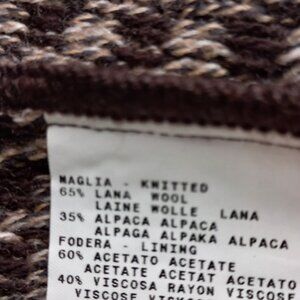 MAGLIA - KNITTED
65% LANA WOOL
LAINE WOLLE LANA
35% ALPACA ALPACA
ALPAGA ALPAKA ALPACA
FODERA - LINING
60% ACETATO ACETATE
ACETATE ACETAT ACETATO
40% VISCOSA RAYON VISCOSE
VISCOSE